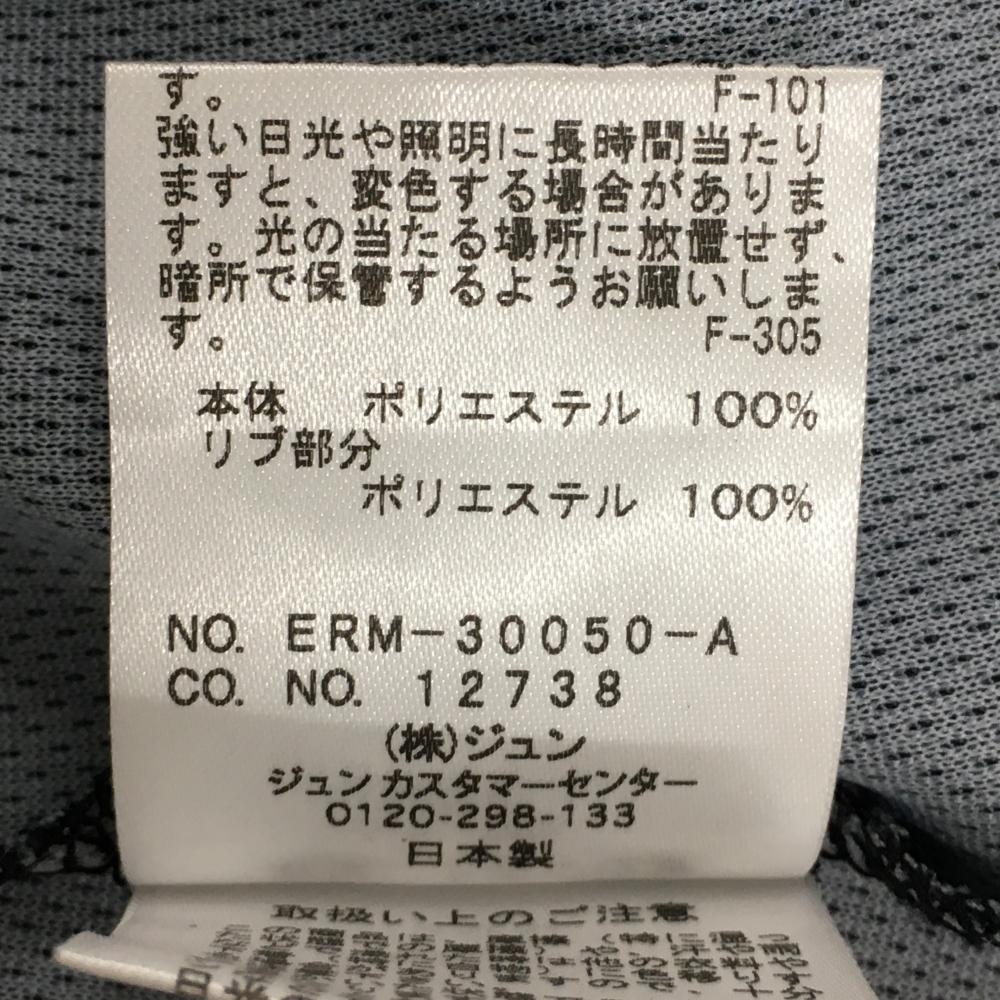 す。 F-101
強い日光や照明に長時間当たり
ますと、変色する場合がありま
す。光の当たる場所に放置せず、
暗所で保管するようお願いしま
す。 F-305
本体 ポリエステル 100%
リブ部分
ポリエステル 100%
NO. ERM-30050-A
CO. NO. 12738
(株)ジュン
ジュンカスタマーセンター
0120-298-133
日本製
取扱い上のご注意